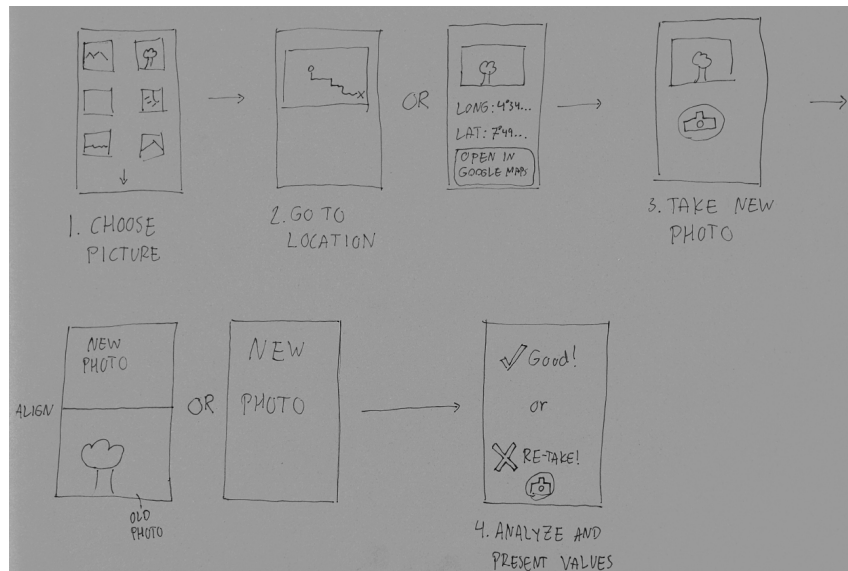 OR
LONG: 4°34...
LAT: 7°49...
OPEN IN
GOOGLE MAPS
1. CHOOSE
PICTURE
2. GO TO
LOCATION
3. TAKE NEW
PHOTO
NEW
PHOTO
ALIGN
OLD
PHOTO
OR
NEW
PHOTO
Good!
or
RE-TAKE!
4. ANALYZE AND
PRESENT VALUES